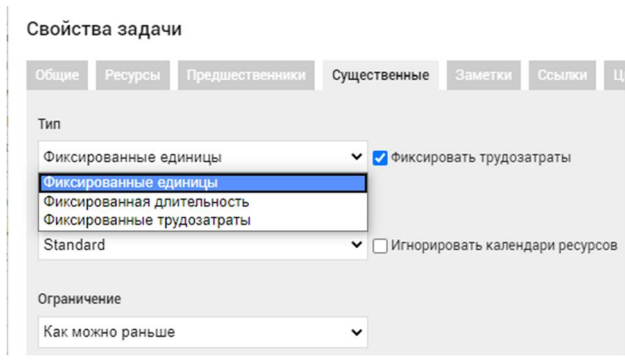 Свойства задачи
Общие Ресурсы Предшественники Существенные Заметки Ссылки
Тип
Фиксированные единицы Фиксировать трудозатраты
Фиксированные единицы
Фиксированная длительность
Фиксированные трудозатраты
Standard Игнорировать календари ресурсов
Ограничение
Как можно раньше